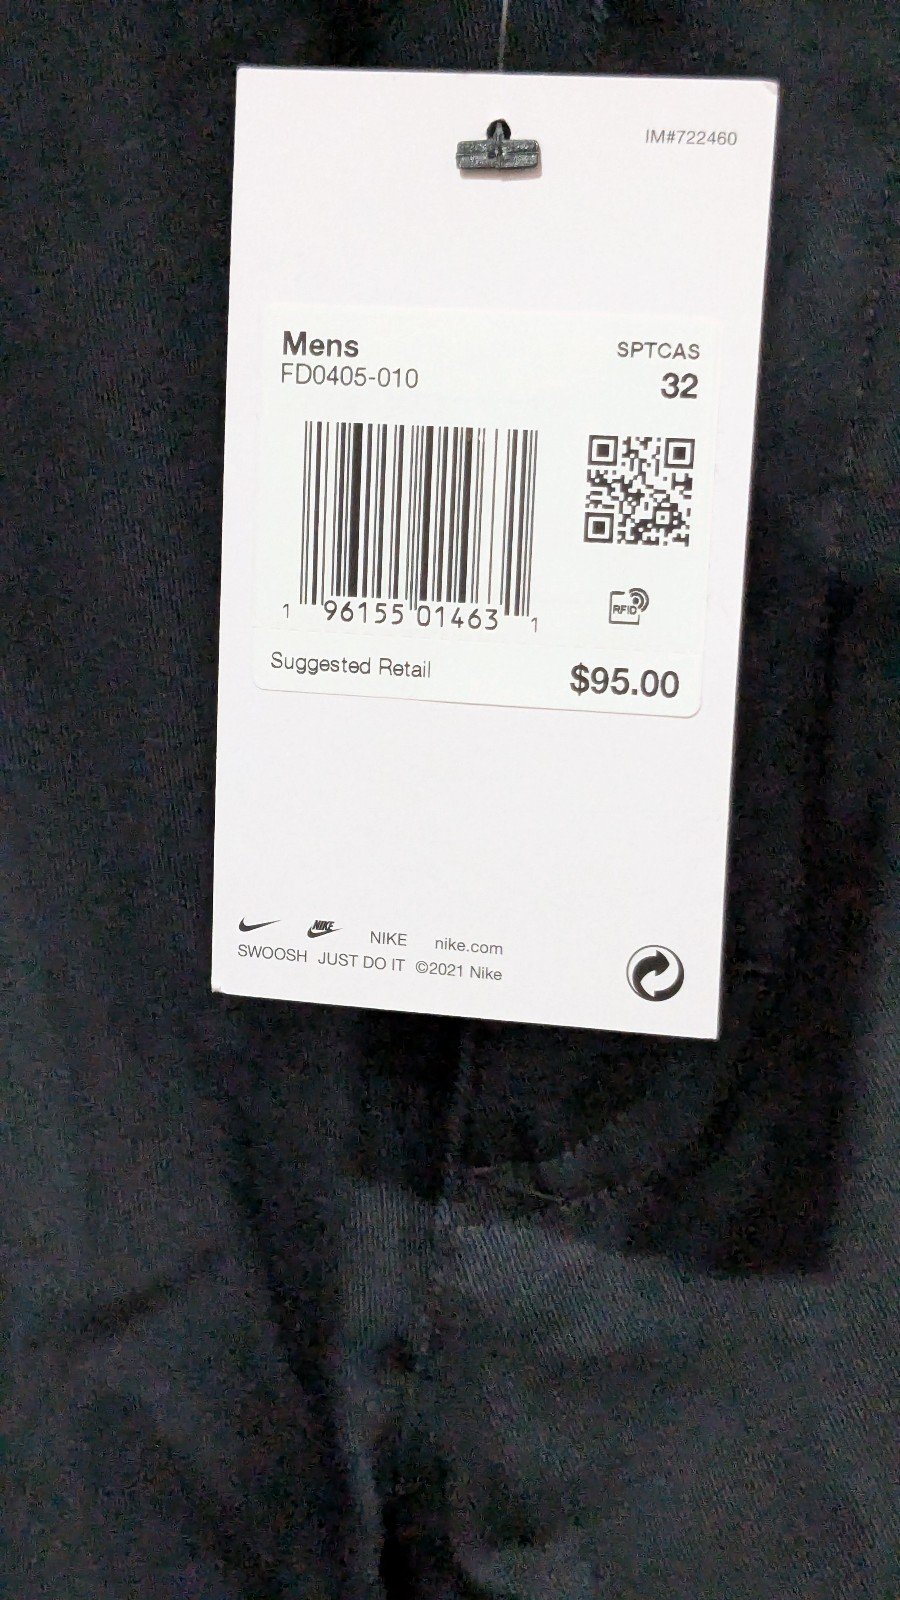 IM#722460
Mens
SPTCAS
FD0405-010
32
1 96155 01463 1
RFID
Suggested Retail
$95.00
NIKE NIKE nike.com
SWOOSH JUST DO IT ©2021 Nike